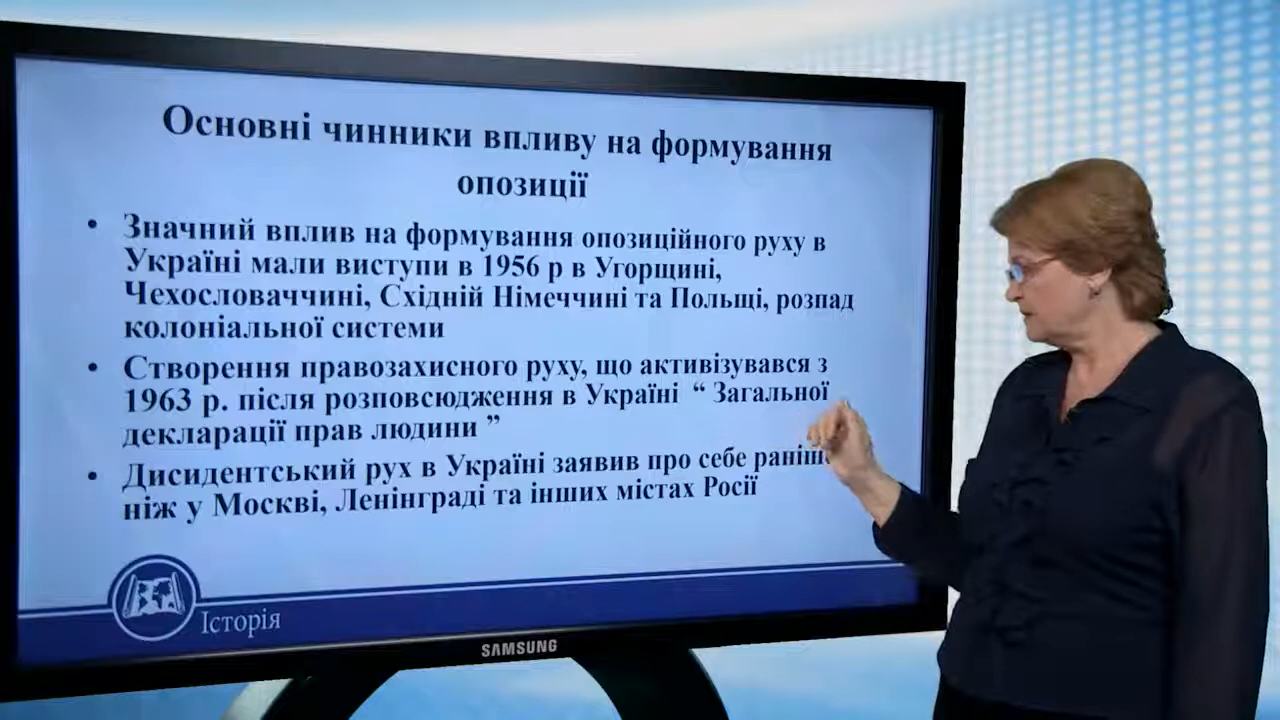 Основні чинники впливу на формування
опозиції
• Значний вплив на формування опозиційного руху в
Україні мали виступи в 1956 р в Угорщині,
Чехословаччині, Східній Німеччині та Польщі, розпад
колоніальної системи
• Створення правозахисного руху, що активізувався з
1963 р. після розповсюдження в Україні “ Загальної
декларації прав людини ”
• Дисидентський рух в Україні заявив про себе раніше
ніж у Москві, Ленінграді та інших містах Росії
Історія
SAMSUNG